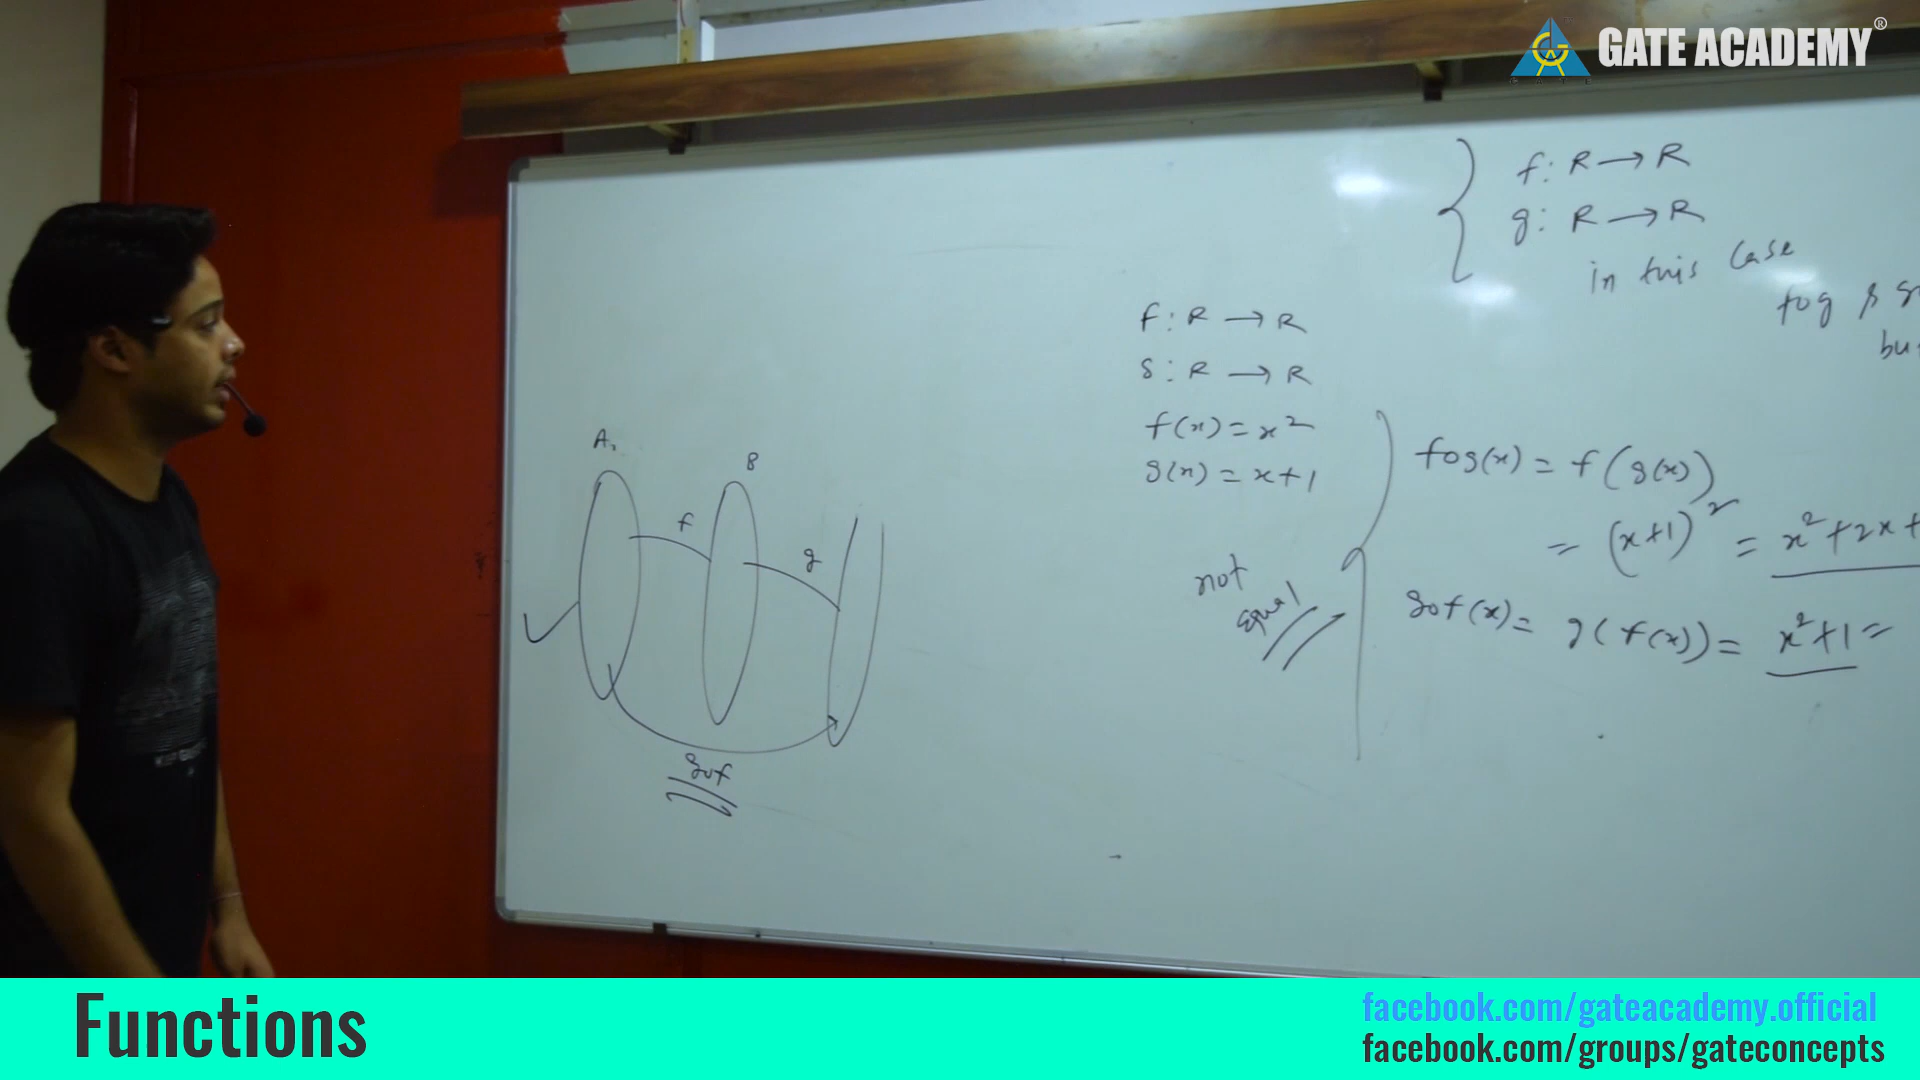 GATE ACADEMY®
f: R → R
g: R → R
in this Case
fog &
f: R → R
g: R → R
f(x) = x²
g(x) = x+1
not
Equal
fog(x) = f(g(x))
= (x+1)² = x²+2x+
gof(x) = g(f(x)) = x²+1 =
A
B
f
g
gof
Functions
facebook.com/gateacademy.official
facebook.com/groups/gateconcepts